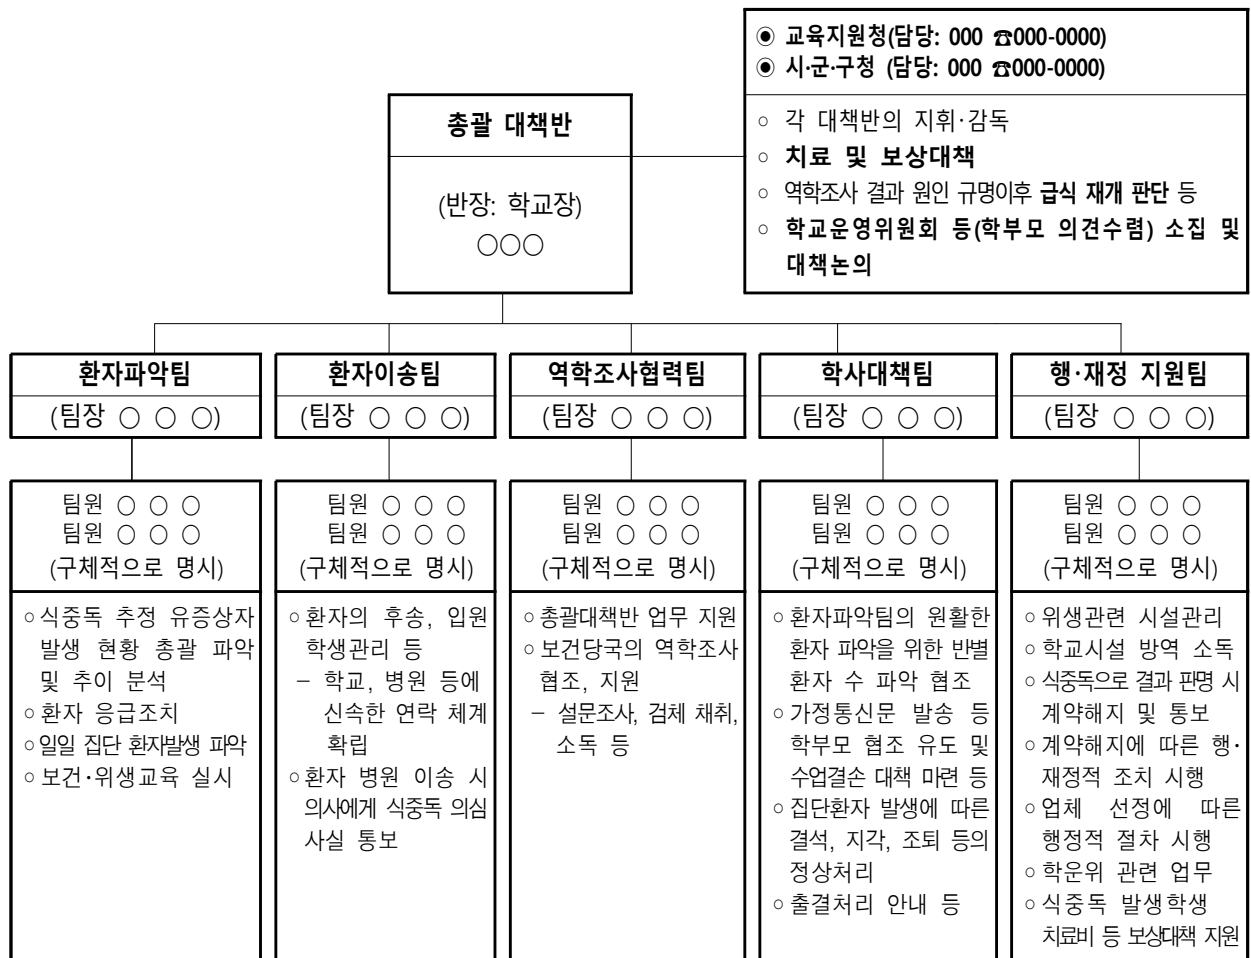 ◉ 교육지원청(담당: 000 ☎000-0000)
◉ 시·군·구청 (담당: 000 ☎000-0000)
○ 각 대책반의 지휘·감독
○ 치료 및 보상대책
○ 역학조사 결과 원인 규명이후 급식 재개 판단 등
○ 학교운영위원회 등(학부모 의견수렴) 소집 및
대책논의
총괄 대책반
(반장: 학교장)
○○○
환자파악팀
(팀장 ○ ○ ○)
팀원 ○ ○ ○
팀원 ○ ○ ○
(구체적으로 명시)
○식중독 추정 유증상자
발생 현황 총괄 파악
및 추이 분석
○환자 응급조치
○일일 집단 환자발생 파악
○보건·위생교육 실시
환자이송팀
(팀장 ○ ○ ○)
팀원 ○ ○ ○
팀원 ○ ○ ○
(구체적으로 명시)
○환자의 후송, 입원
학생관리 등
– 학교, 병원 등에
신속한 연락 체계
확립
○환자 병원 이송 시
의사에게 식중독 의심
사실 통보
역학조사협력팀
(팀장 ○ ○ ○)
팀원 ○ ○ ○
팀원 ○ ○ ○
(구체적으로 명시)
○총괄대책반 업무 지원
○보건당국의 역학조사
협조, 지원
– 설문조사, 검체 채취,
소독 등
학사대책팀
(팀장 ○ ○ ○)
팀원 ○ ○ ○
팀원 ○ ○ ○
(구체적으로 명시)
○환자파악팀의 원활한
환자 파악을 위한 반별
환자 수 파악 협조
○가정통신문 발송 등
학부모 협조 유도 및
수업결손 대책 마련 등
○집단환자 발생에 따른
결석, 지각, 조퇴 등의
정상처리
○출결처리 안내 등
행·재정 지원팀
(팀장 ○ ○ ○)
팀원 ○ ○ ○
팀원 ○ ○ ○
(구체적으로 명시)
○위생관련 시설관리
○학교시설 방역 소독
○식중독으로 결과 판명 시
계약해지 및 통보
○계약해지에 따른 행·
재정적 조치 시행
○업체 선정에 따른
행정적 절차 시행
○학운위 관련 업무
○식중독 발생학생
치료비 등 보상대책 지원